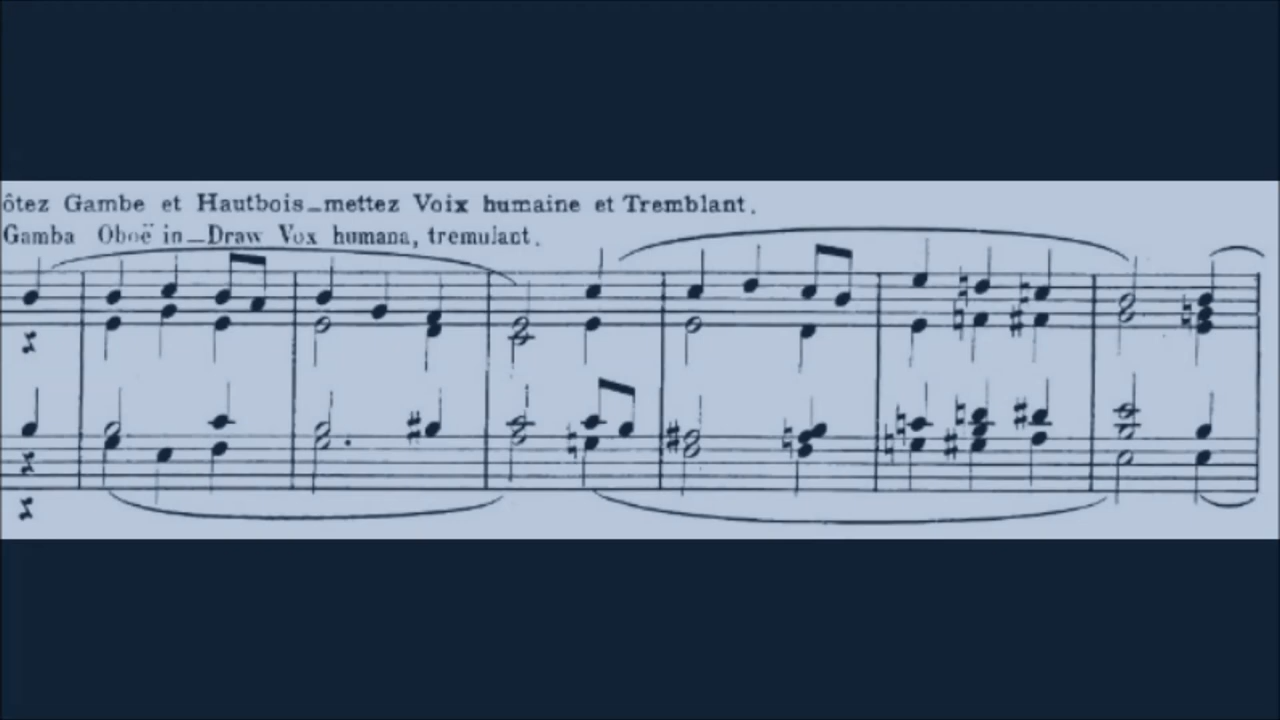 ôtez Gambe et Hautbois_mettez Voix humaine et Tremblant.
Gamba Oboë in_Draw Vox humana, tremulant.